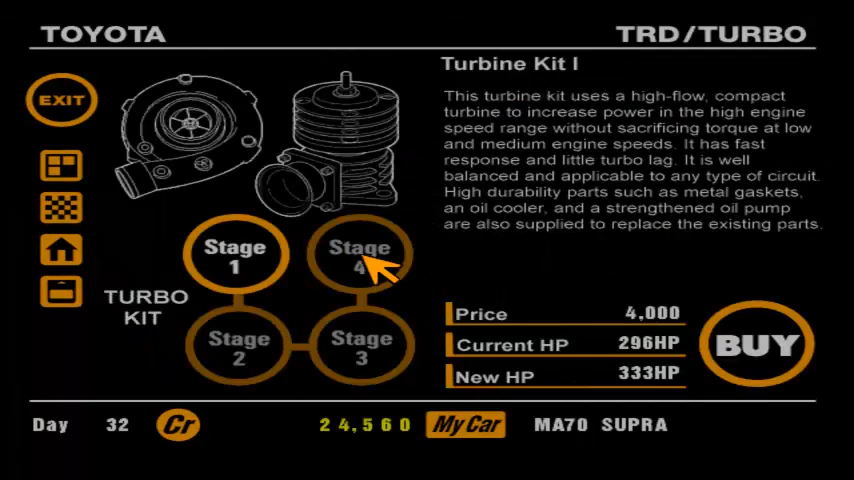 TOYOTA
TRD/TURBO
EXIT
Turbine Kit I
This turbine kit uses a high-flow, compact
turbine to increase power in the high engine
speed range without sacrificing torque at low
and medium engine speeds. It has fast
response and little turbo lag. It is well
balanced and applicable to any type of circuit.
High durability parts such as metal gaskets,
an oil cooler, and a strengthened oil pump
are also supplied to replace the existing parts.
Stage
1
Stage
4
TURBO
KIT
Stage
2
Stage
3
Price 4,000
Current HP 296HP
New HP 333HP
BUY
Day 32 Cr 24,560 My Car MA70 SUPRA